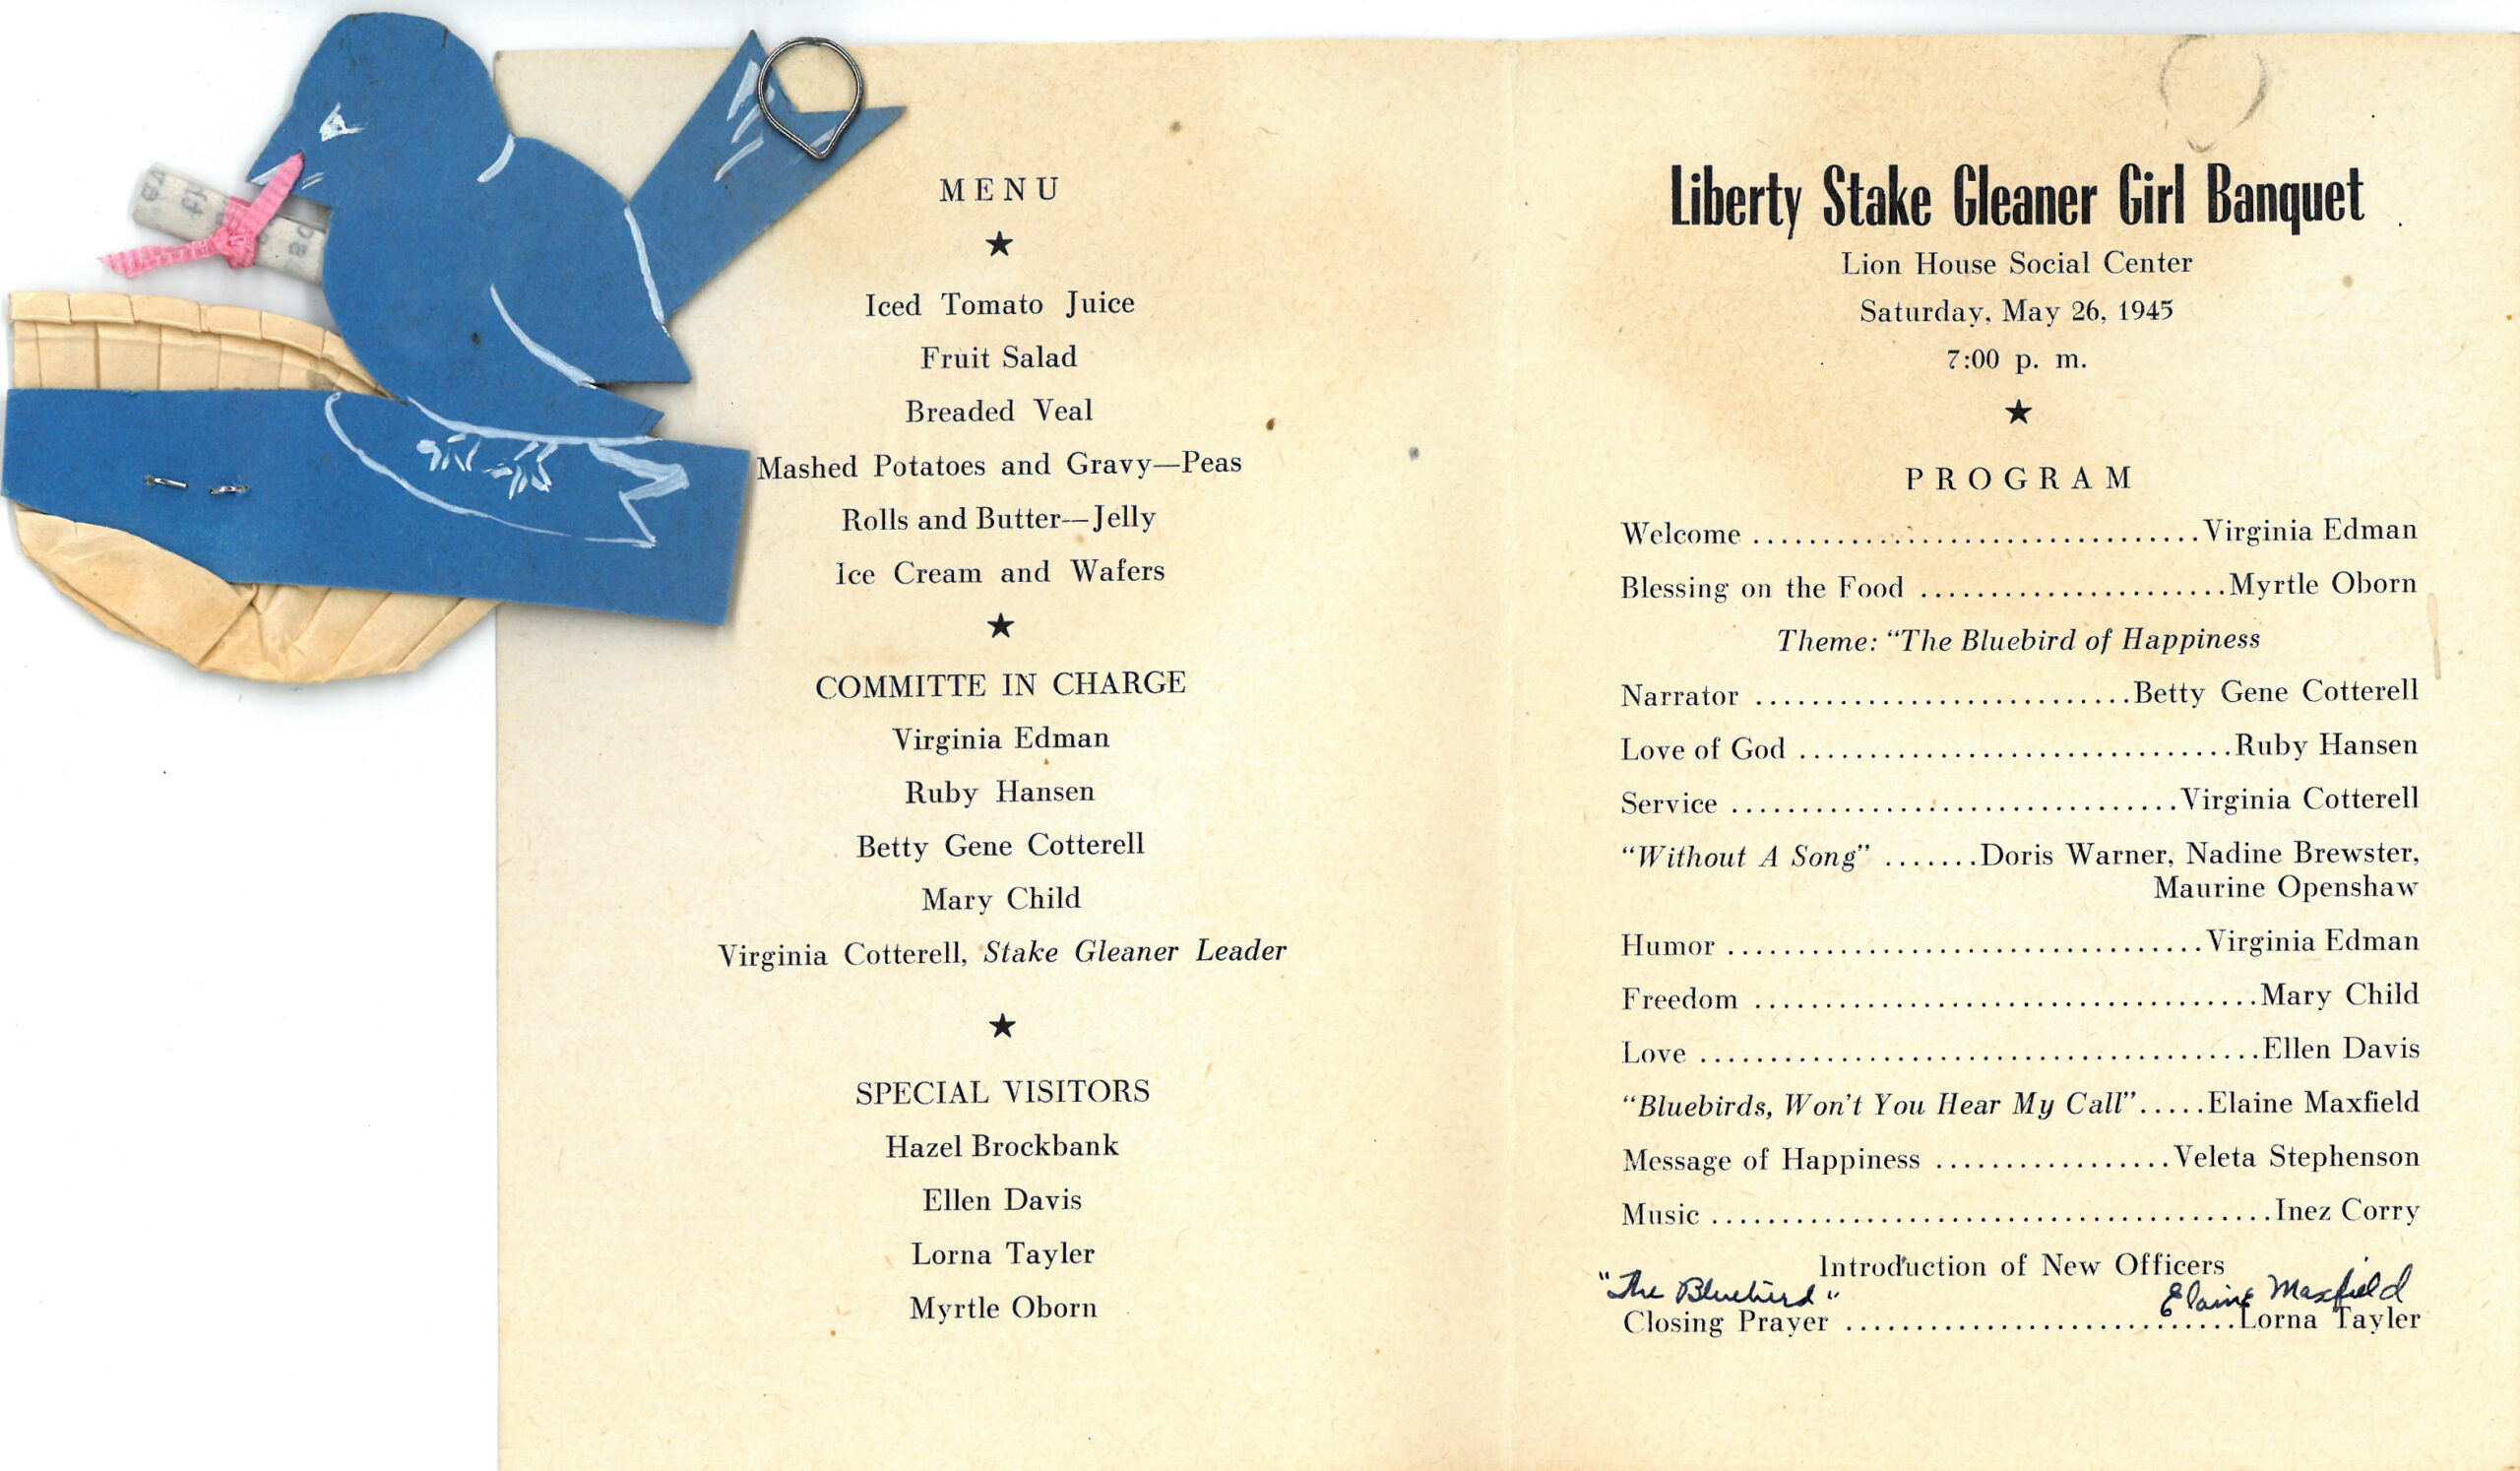 MENU
★
Iced Tomato Juice
Fruit Salad
Breaded Veal
Mashed Potatoes and Gravy—Peas
Rolls and Butter—Jelly
Ice Cream and Wafers
★
COMMITTE IN CHARGE
Virginia Edman
Ruby Hansen
Betty Gene Cotterell
Mary Child
Virginia Cotterell, Stake Gleaner Leader
★
SPECIAL VISITORS
Hazel Brockbank
Ellen Davis
Lorna Tayler
Myrtle Oborn
Liberty Stake Gleaner Girl Banquet
Lion House Social Center
Saturday, May 26, 1945
7:00 p. m.
★
PROGRAM
Welcome ................................Virginia Edman
Blessing on the Food ......................Myrtle Oborn
Theme: “The Bluebird of Happiness
Narrator ...........................Betty Gene Cotterell
Love of God ...............................Ruby Hansen
Service ................................Virginia Cotterell
“Without A Song” .......Doris Warner, Nadine Brewster,
Maurine Openshaw
Humor ..................................Virginia Edman
Freedom ....................................Mary Child
Love ........................................Ellen Davis
“Bluebirds, Won't You Hear My Call”.....Elaine Maxfield
Message of Happiness .................Veleta Stephenson
Music ........................................Inez Corry
Introduction of New Officers
"The Bluebird" Elaine Maxfield
Closing Prayer ............................Lorna Tayler